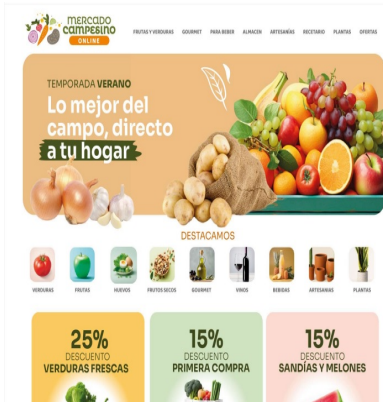 MERCADO
CAMPESINO
ONLINE
FRUTAS Y VERDURAS GOURMET PARA BEBER ALMACEN ARTESANÍAS RECETARIO PLANTAS OFERTAS
TEMPORADA VERANO
Lo mejor del
campo, directo
a tu hogar
DESTACAMOS
VERDURAS FRUTAS HUEVOS FRUTOS SECOS GOURMET VINOS BEBIDAS ARTESANIAS PLANTAS
25%
DESCUENTO
VERDURAS FRESCAS
15%
DESCUENTO
PRIMERA COMPRA
15%
DESCUENTO
SANDÍAS Y MELONES